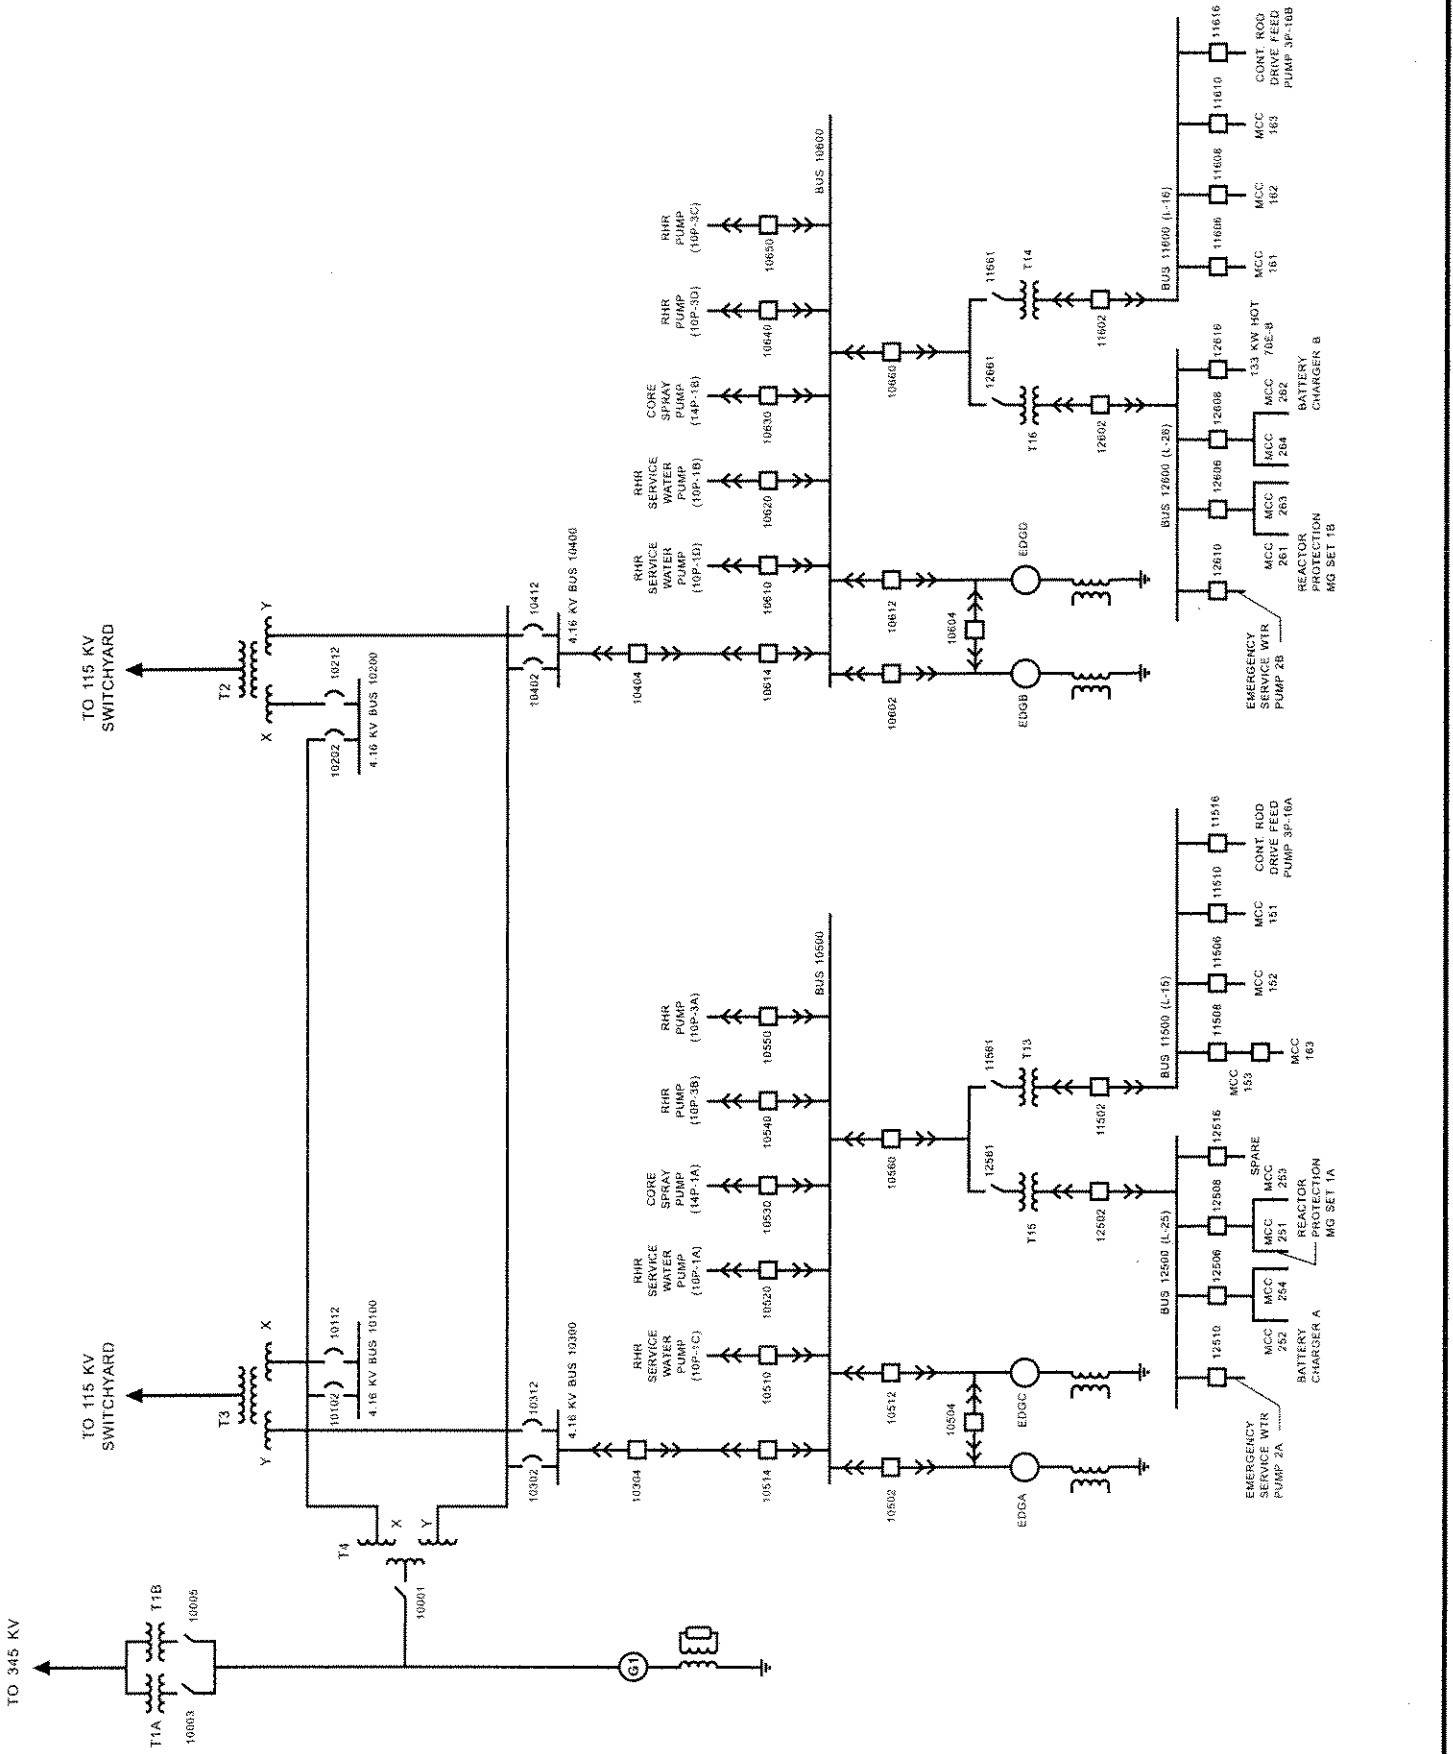 TO 345 KV
T1A
T1B
10003
10005
G1
10001
T4
X
Y
TO 115 KV
SWITCHYARD
T3
Y
X
10102
10112
4.16 KV BUS 10100
10302
10312
4.16 KV BUS 10300
10304
10514
TO 115 KV
SWITCHYARD
T2
X
Y
10202
10212
4.16 KV BUS 10200
10402
10412
4.16 KV BUS 10400
10404
10614
RHR
SERVICE
WATER
PUMP
(10P-1C)
10510
RHR
SERVICE
WATER
PUMP
(10P-1A)
10520
CORE
SPRAY
PUMP
(14P-1A)
10530
RHR
PUMP
(10P-3B)
10540
RHR
PUMP
(10P-3A)
10550
BUS 10500
10502
10512
10504
EDGA
EDGC
10560
12561
11561
T15
T13
12502
11502
BUS 12500 (L-25)
12510
12506
12508
12516
EMERGENCY
SERVICE WTR
PUMP 2A
MCC
252
MCC
254
BATTERY
CHARGER A
MCC
251
MCC
253
REACTOR
PROTECTION
MG SET 1A
SPARE
BUS 11500 (L-15)
11508
11506
11510
11516
MCC
153
MCC
163
MCC
152
MCC
151
CONT. ROD
DRIVE FEED
PUMP 3P-16A
RHR
SERVICE
WATER
PUMP
(10P-1D)
10610
RHR
SERVICE
WATER
PUMP
(10P-1B)
10620
CORE
SPRAY
PUMP
(14P-1B)
10630
RHR
PUMP
(10P-3D)
10640
RHR
PUMP
(10P-3C)
10650
BUS 10600
10602
10612
10604
EDGB
EDGD
10660
12661
11661
T16
T14
12602
11602
BUS 12600 (L-26)
12610
12606
12608
12616
EMERGENCY
SERVICE WTR
PUMP 2B
MCC
261
MCC
263
REACTOR
PROTECTION
MG SET 1B
MCC
264
MCC
262
BATTERY
CHARGER B
133 KW HOT
70E-B
BUS 11600 (L-16)
11606
11608
11610
11616
MCC
161
MCC
162
MCC
163
CONT. ROD
DRIVE FEED
PUMP 3P-16B